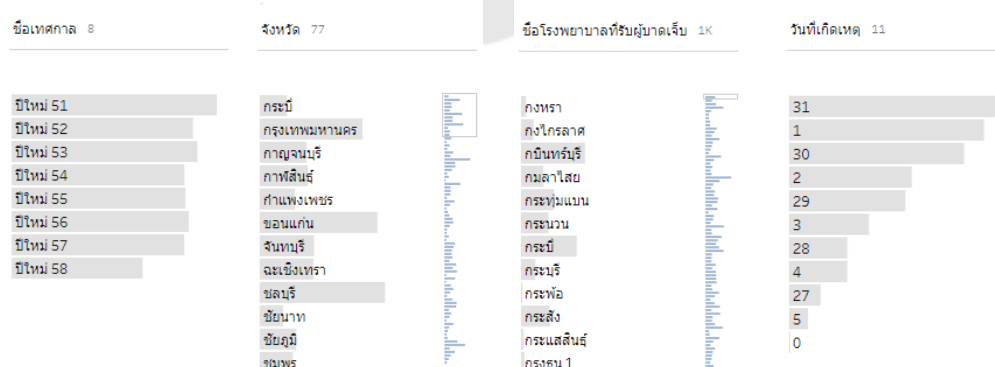 ชื่อเทศกาล 8
ปีใหม่ 51
ปีใหม่ 52
ปีใหม่ 53
ปีใหม่ 54
ปีใหม่ 55
ปีใหม่ 56
ปีใหม่ 57
ปีใหม่ 58
จังหวัด 77
กระบี่
กรุงเทพมหานคร
กาญจนบุรี
กาฬสินธุ์
กำแพงเพชร
ขอนแก่น
จันทบุรี
ฉะเชิงเทรา
ชลบุรี
ชัยนาท
ชัยภูมิ
ชุมพร
ชื่อโรงพยาบาลที่รับผู้บาดเจ็บ 1K
กงหรา
กงไกรลาศ
กบินทร์บุรี
กมลาไสย
กระทุ่มแบน
กระนวน
กระบี่
กระบุรี
กระพ้อ
กระสัง
กระแสสินธุ์
กรุงธน 1
วันที่เกิดเหตุ 11
31
1
30
2
29
3
28
4
27
5
0